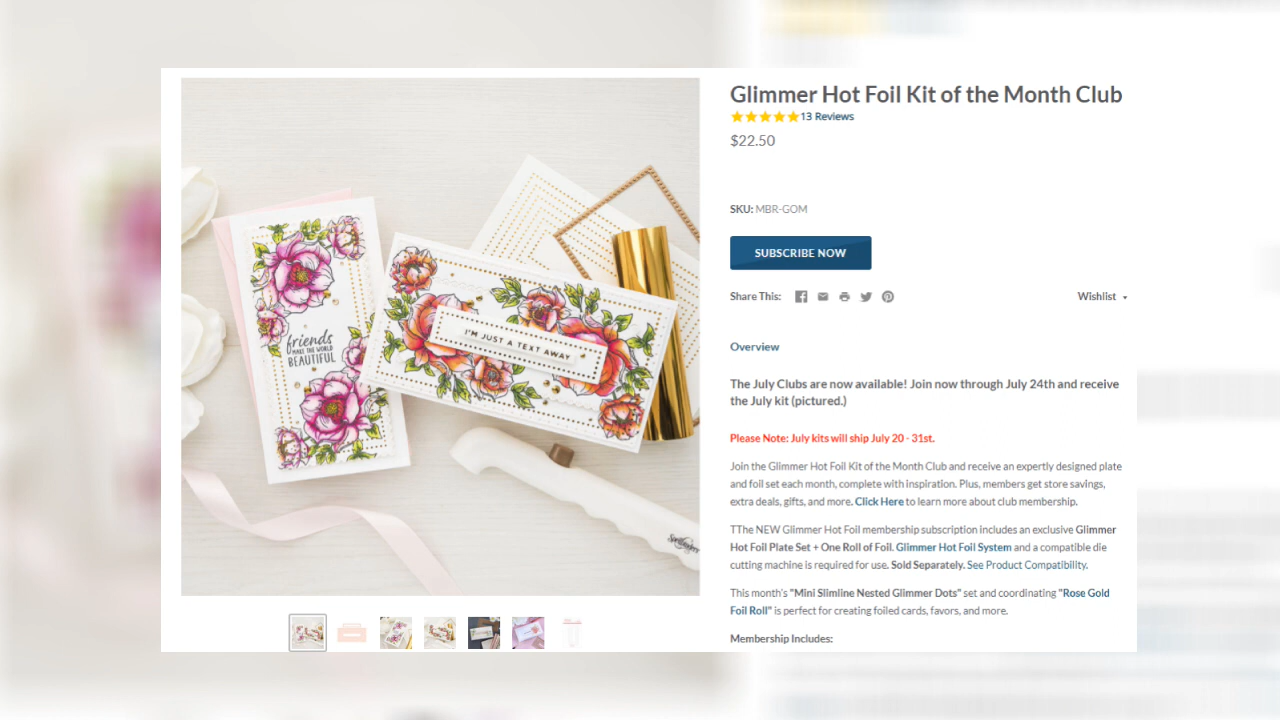 Glimmer Hot Foil Kit of the Month Club
13 Reviews
$22.50
SKU: MBR-GOM
SUBSCRIBE NOW
Share This:
Wishlist
Overview
The July Clubs are now available! Join now through July 24th and receive
the July kit (pictured.)
Please Note: July kits will ship July 20 - 31st.
Join the Glimmer Hot Foil Kit of the Month Club and receive an expertly designed plate
and foil set each month, complete with inspiration. Plus, members get store savings,
extra deals, gifts, and more. Click Here to learn more about club membership.
TThe NEW Glimmer Hot Foil membership subscription includes an exclusive Glimmer
Hot Foil Plate Set + One Roll of Foil. Glimmer Hot Foil System and a compatible die
cutting machine is required for use. Sold Separately. See Product Compatibility.
This month's "Mini Slimline Nested Glimmer Dots" set and coordinating "Rose Gold
Foil Roll" is perfect for creating foiled cards, favors, and more.
Membership Includes:
friends
MAKE THE WORLD
BEAUTIFUL
I'M JUST A TEXT AWAY